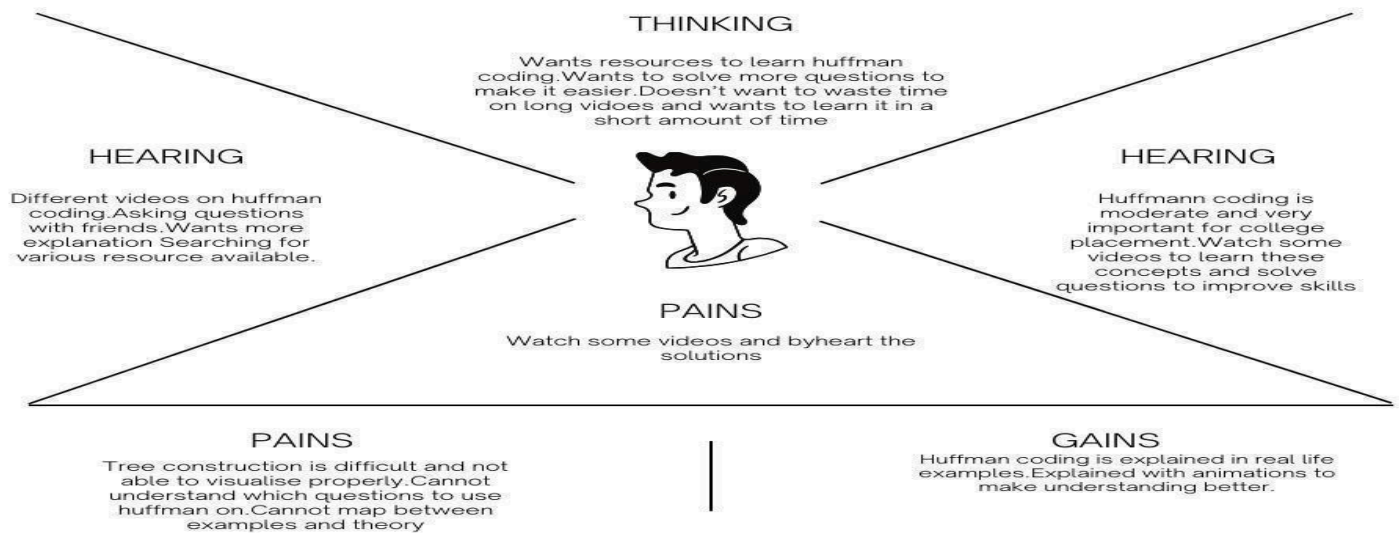 THINKING
Wants resources to learn huffman
coding.Wants to solve more questions to
make it easier.Doesn't want to waste time
on long vidoes and wants to learn it in a
short amount of time
HEARING
Different videos on huffman
coding.Asking questions
with friends.Wants more
explanation Searching for
various resource available.
HEARING
Huffmann coding is
moderate and very
important for college
placement.Watch some
videos to learn these
concepts and solve
questions to improve skills
PAINS
Watch some videos and byheart the
solutions
PAINS
Tree construction is difficult and not
able to visualise properly.Cannot
understand which questions to use
huffman on.Cannot map between
examples and theory
GAINS
Huffman coding is explained in real life
examples.Explained with animations to
make understanding better.